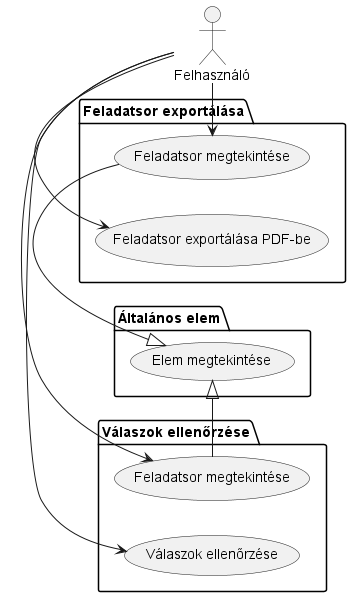 Felhasználó
Feladatsor exportálása
Feladatsor megtekintése
Feladatsor exportálása PDF-be
Általános elem
Elem megtekintése
Válaszok ellenőrzése
Feladatsor megtekintése
Válaszok ellenőrzése